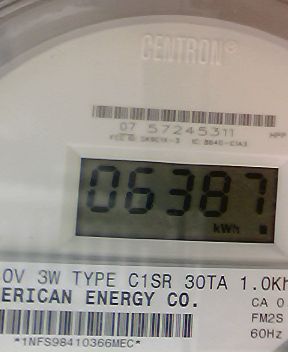 CENTRON®
07 57245311
HPP
06387
kWh
0V 3W TYPE C1SR 30TA 1.0Kh
ERICAN ENERGY CO.
CA 0
FM2S
60Hz
*1NFS98410366MEC*